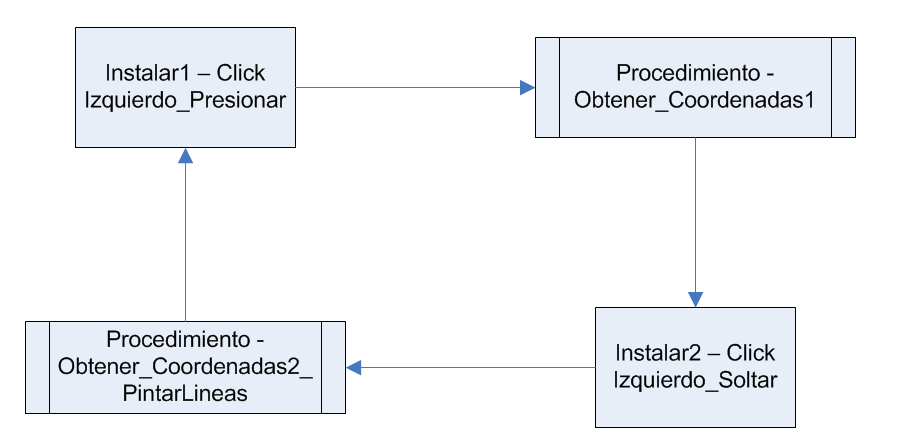 Instalar1 – Click
Izquierdo_Presionar
Procedimiento -
Obtener_Coordenadas1
Procedimiento -
Obtener_Coordenadas2_
PintarLineas
Instalar2 – Click
Izquierdo_Soltar